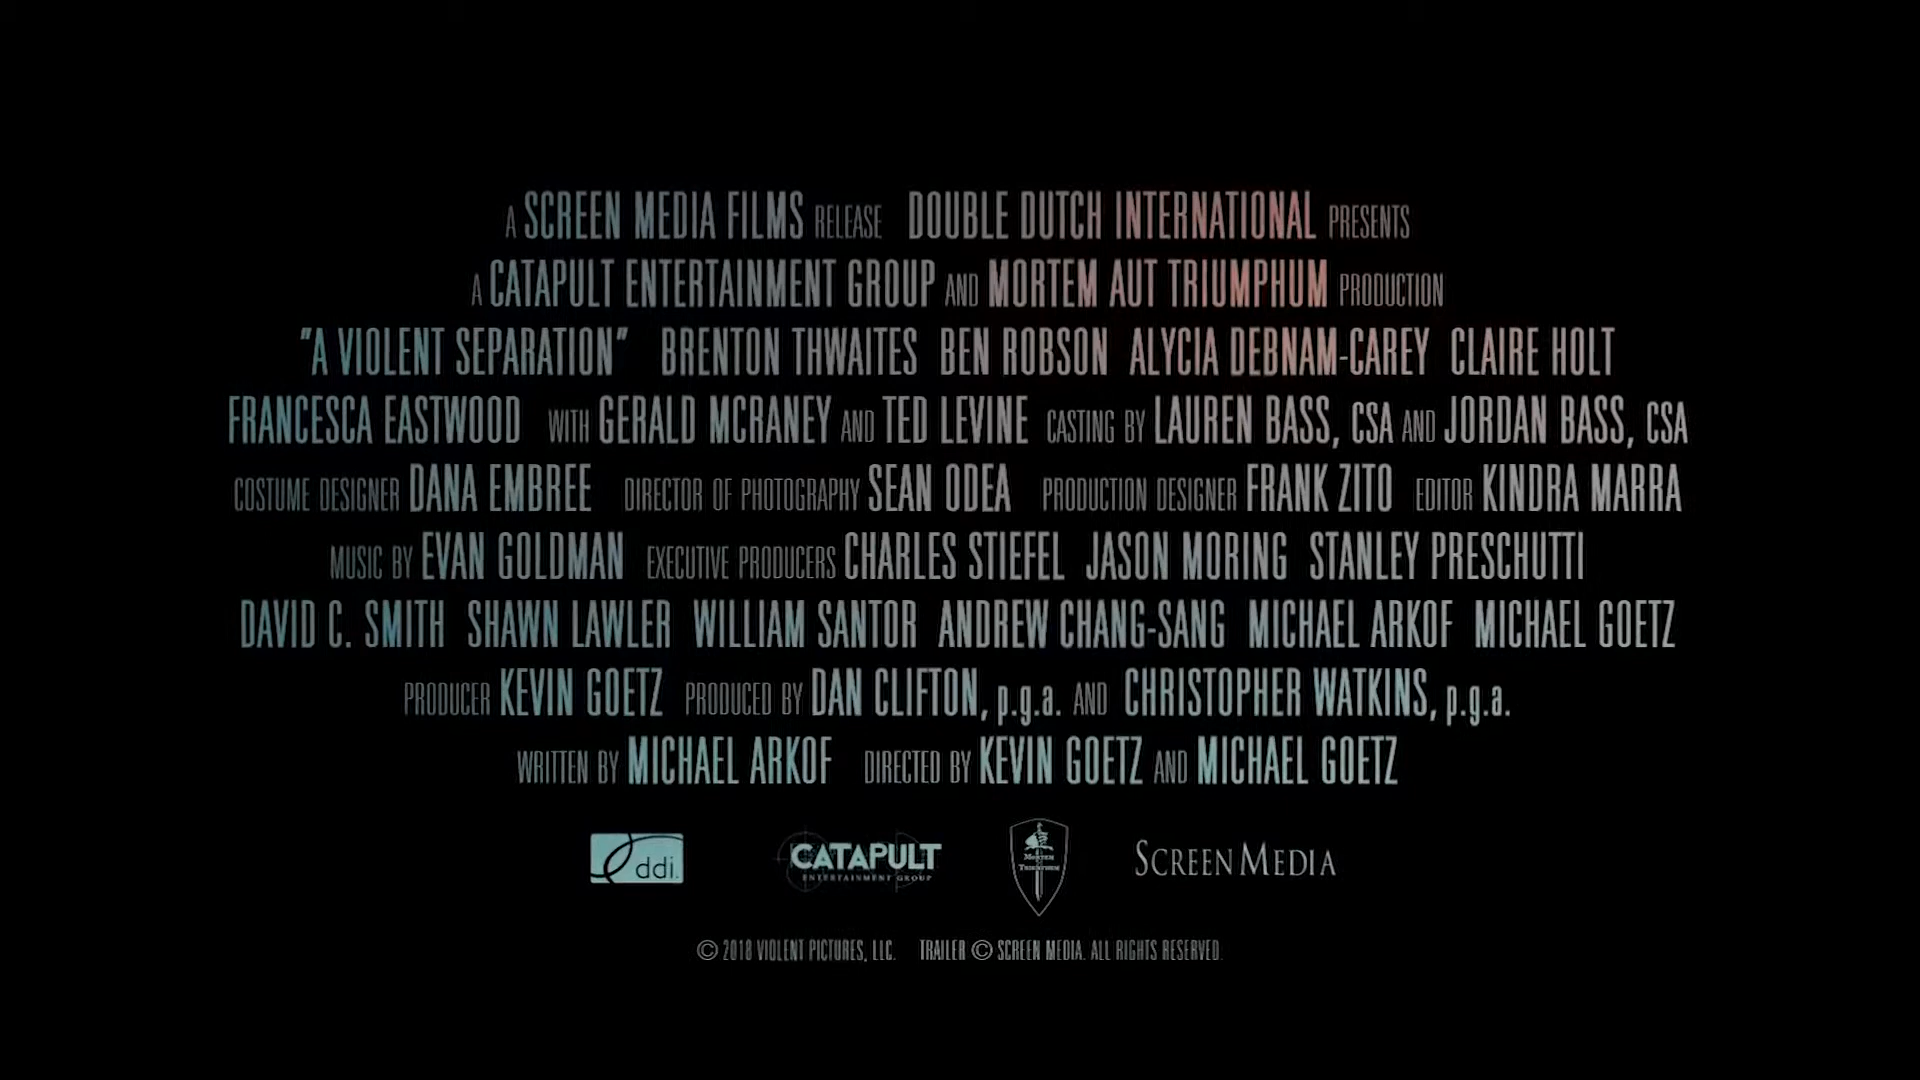 A SCREEN MEDIA FILMS RELEASE DOUBLE DUTCH INTERNATIONAL PRESENTS
A CATAPULT ENTERTAINMENT GROUP AND MORTEM AUT TRIUMPHUM PRODUCTION
"A VIOLENT SEPARATION" BRENTON THWAITES BEN ROBSON ALYCIA DEBNAM-CAREY CLAIRE HOLT
FRANCESCA EASTWOOD WITH GERALD MCRANEY AND TED LEVINE CASTING BY LAUREN BASS, CSA AND JORDAN BASS, CSA
COSTUME DESIGNER DANA EMBREE DIRECTOR OF PHOTOGRAPHY SEAN ODEA PRODUCTION DESIGNER FRANK ZITO EDITOR KINDRA MARRA
MUSIC BY EVAN GOLDMAN EXECUTIVE PRODUCERS CHARLES STIEFEL JASON MORING STANLEY PRESCHUTTI
DAVID C. SMITH SHAWN LAWLER WILLIAM SANTOR ANDREW CHANG-SANG MICHAEL ARKOF MICHAEL GOETZ
PRODUCER KEVIN GOETZ PRODUCED BY DAN CLIFTON, p.g.a. AND CHRISTOPHER WATKINS, p.g.a.
WRITTEN BY MICHAEL ARKOF DIRECTED BY KEVIN GOETZ AND MICHAEL GOETZ
ddi.
CATAPULT
ENTERTAINMENT GROUP
MORTEM
SCREEN MEDIA
© 2018 VIOLENT PICTURES, LLC. TRAILER © SCREEN MEDIA. ALL RIGHTS RESERVED.